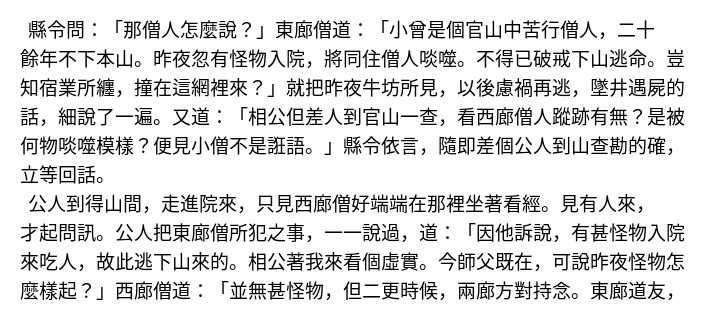 縣令問：「那僧人怎麼說？」東廊僧道：「小曾是個官山中苦行僧人，二十
餘年不下本山。昨夜忽有怪物入院，將同住僧人啖噬。不得已破戒下山逃命。豈
知宿業所纏，撞在這網裡來？」就把昨夜牛坊所見，以後慮禍再逃，墜井遇屍的
話，細說了一遍。又道：「相公但差人到官山一查，看西廊僧人蹤跡有無？是被
何物啖噬模樣？便見小僧不是誑語。」縣令依言，隨即差個公人到山查勘的確，
立等回話。
公人到得山間，走進院來，只見西廊僧好端端在那裡坐著看經。見有人來，
才起問訊。公人把東廊僧所犯之事，一一說過，道：「因他訴說，有甚怪物入院
來吃人，故此逃下山來的。相公著我來看個虛實。今師父既在，可說昨夜怪物怎
麼樣起？」西廊僧道：「並無甚怪物，但二更時候，兩廊方對持念。東廊道友，